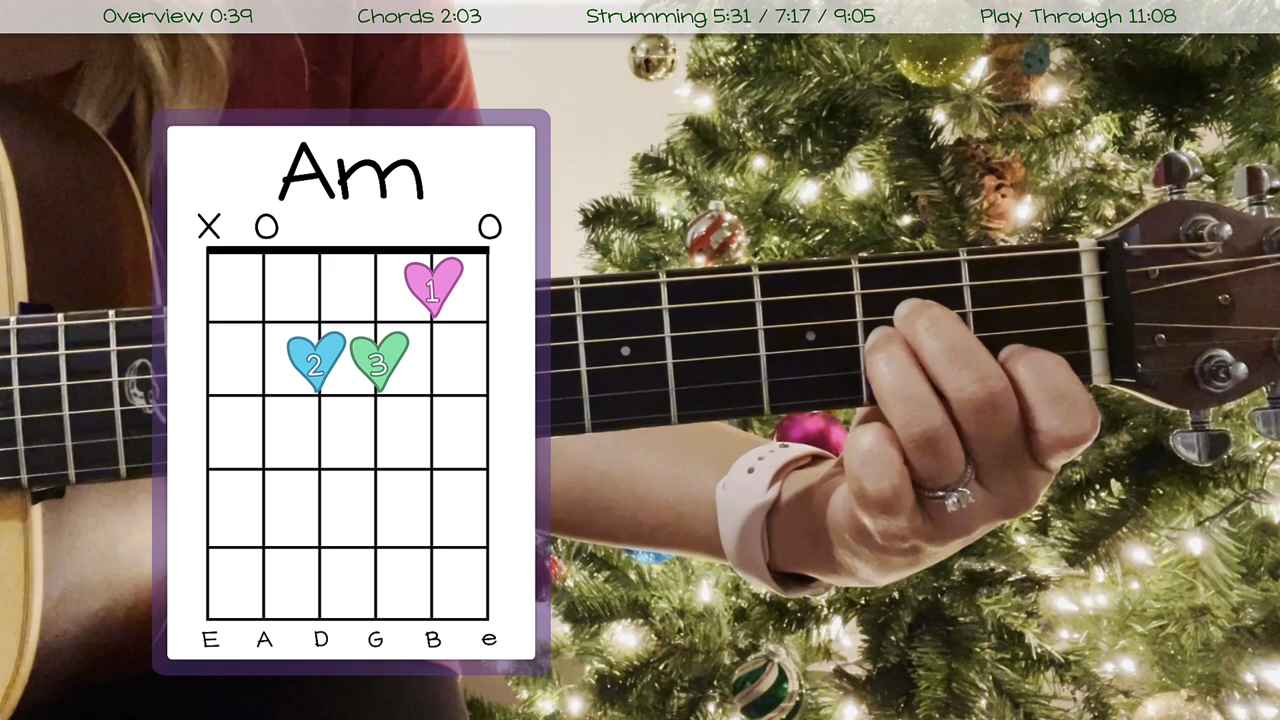 Overview 0:39 Chords 2:03 Strumming 5:31 / 7:17 / 9:05 Play Through 11:08
Am
X O O
1
2 3
E A D G B e